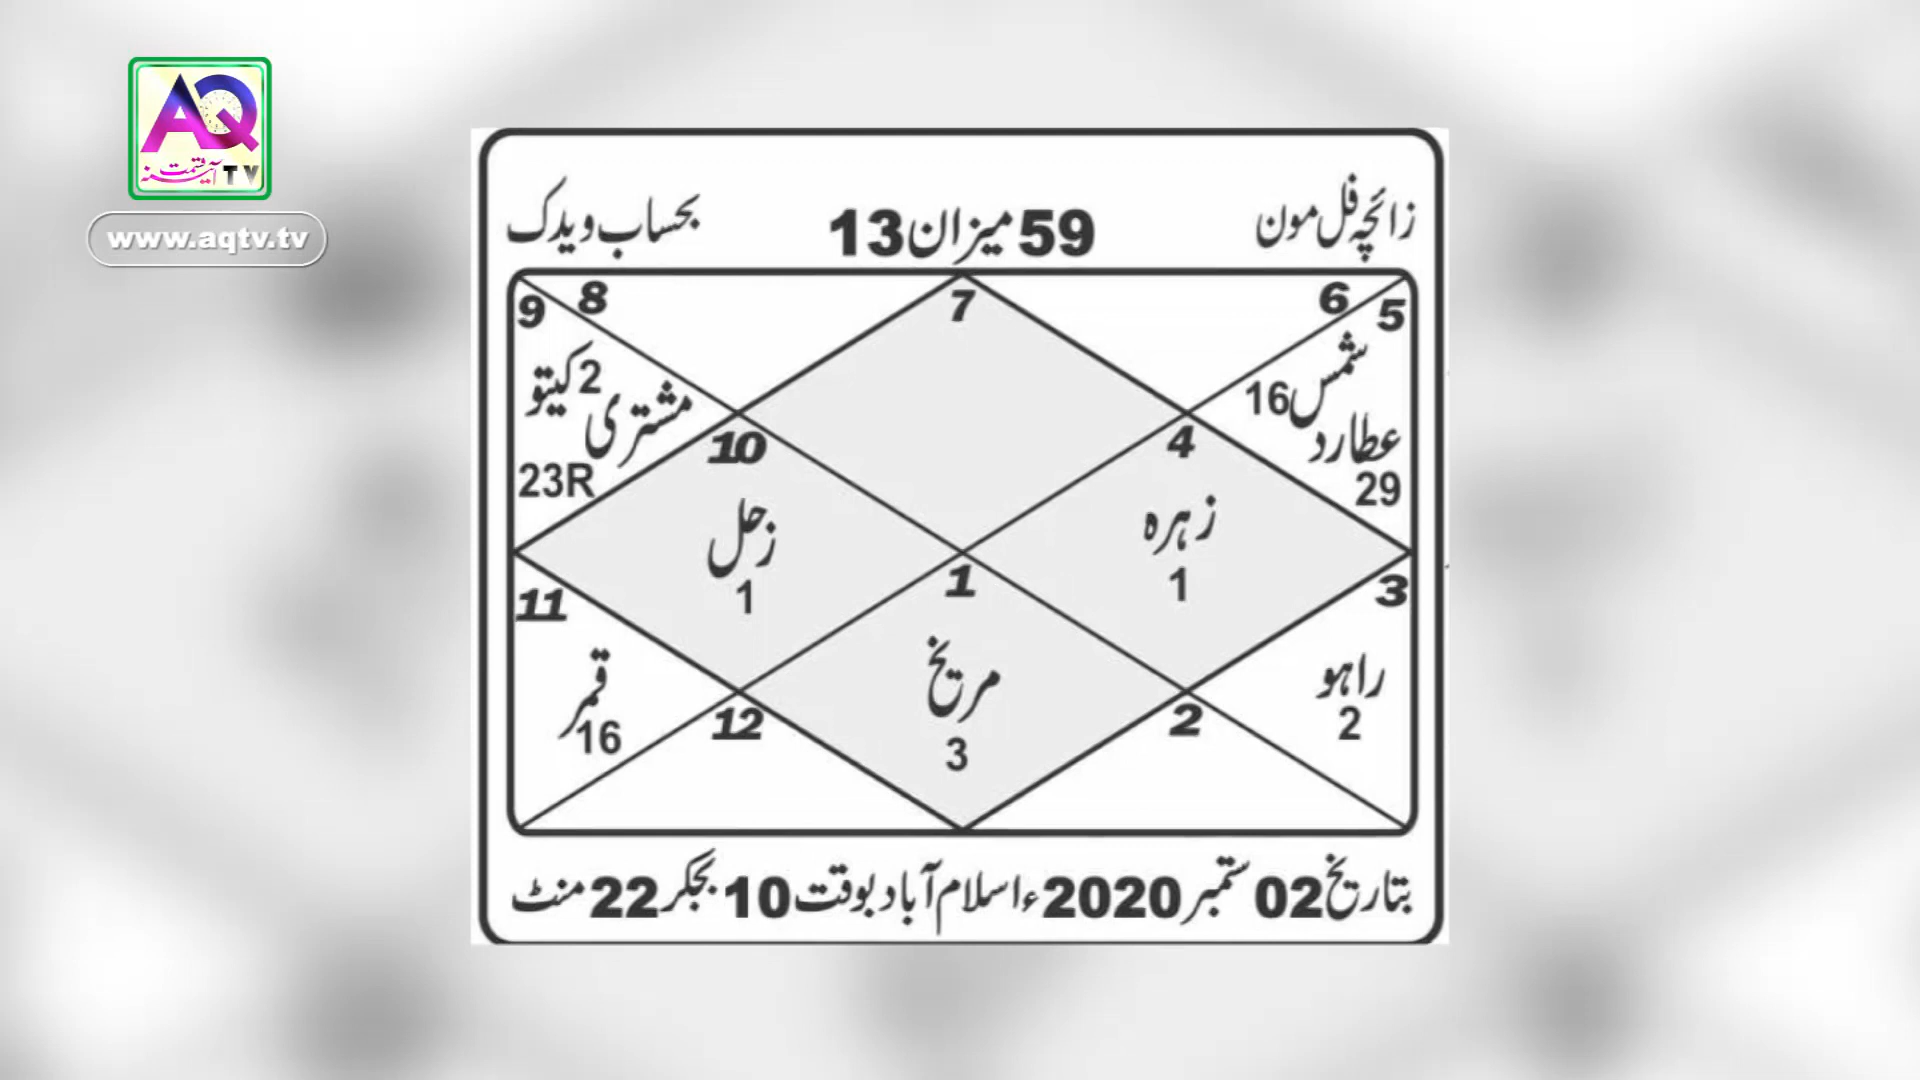 AQ
آئینہ قسمت TV
www.aqtv.tv
زائچہ فل مون 59 میزان 13 بحساب ویدک
7
8
9
کیتو 2
مشتری
23R
6
5
شمس
16
عطارد
29
10
زحل
1
4
زہرہ
1
1
مریخ
3
11
قمر
16
12
2
3
راہو
2
بتاریخ 02 ستمبر 2020ء اسلام آباد بوقت 10 بجکر 22 منٹ